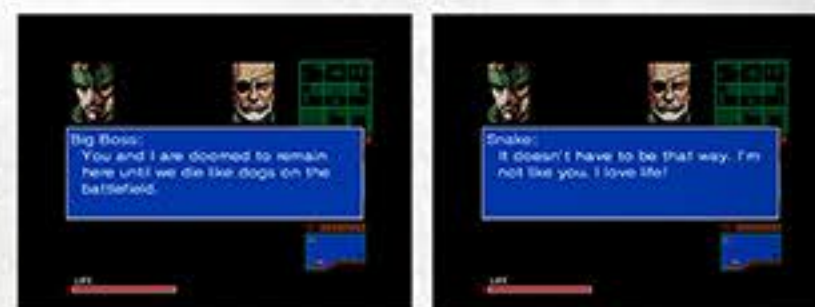 Big Boss:
You and I are doomed to remain
here until we die like dogs on the
battlefield.
LIFE
Snake:
It doesn't have to be that way. I'm
not like you. I love life!
LIFE